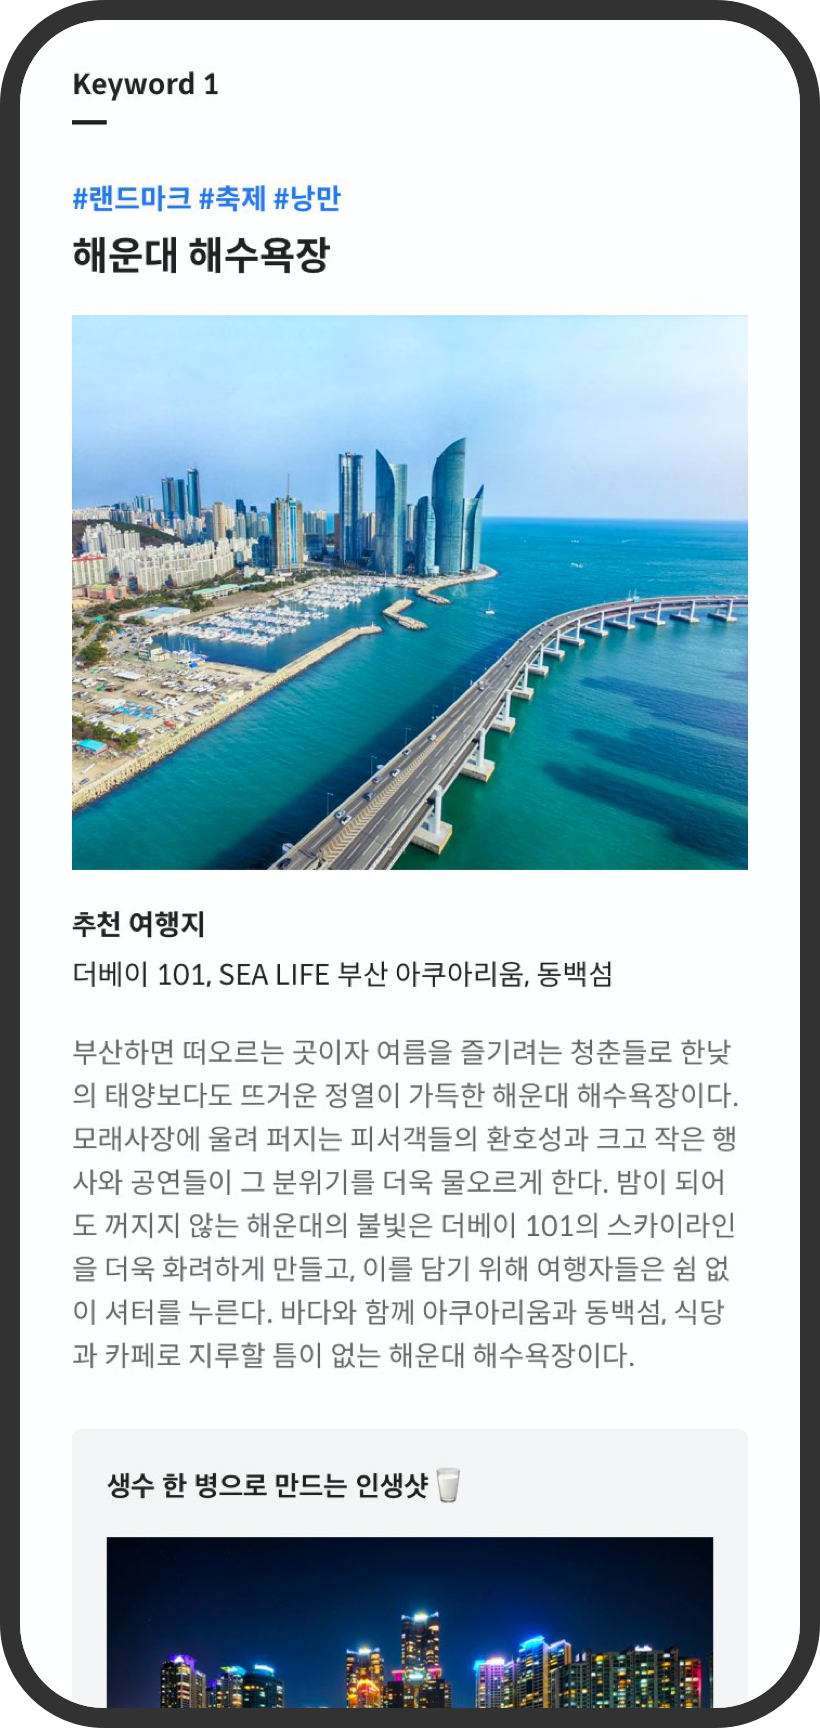 Keyword 1
#랜드마크 #축제 #낭만
해운대 해수욕장
추천 여행지
더베이 101, SEA LIFE 부산 아쿠아리움, 동백섬
부산하면 떠오르는 곳이자 여름을 즐기려는 청춘들로 한낮
의 태양보다도 뜨거운 정열이 가득한 해운대 해수욕장이다.
모래사장에 울려 퍼지는 피서객들의 환호성과 크고 작은 행
사와 공연들이 그 분위기를 더욱 물오르게 한다. 밤이 되어
도 꺼지지 않는 해운대의 불빛은 더베이 101의 스카이라인
을 더욱 화려하게 만들고, 이를 담기 위해 여행자들은 쉼 없
이 셔터를 누른다. 바다와 함께 아쿠아리움과 동백섬, 식당
과 카페로 지루할 틈이 없는 해운대 해수욕장이다.
생수 한 병으로 만드는 인생샷🥛